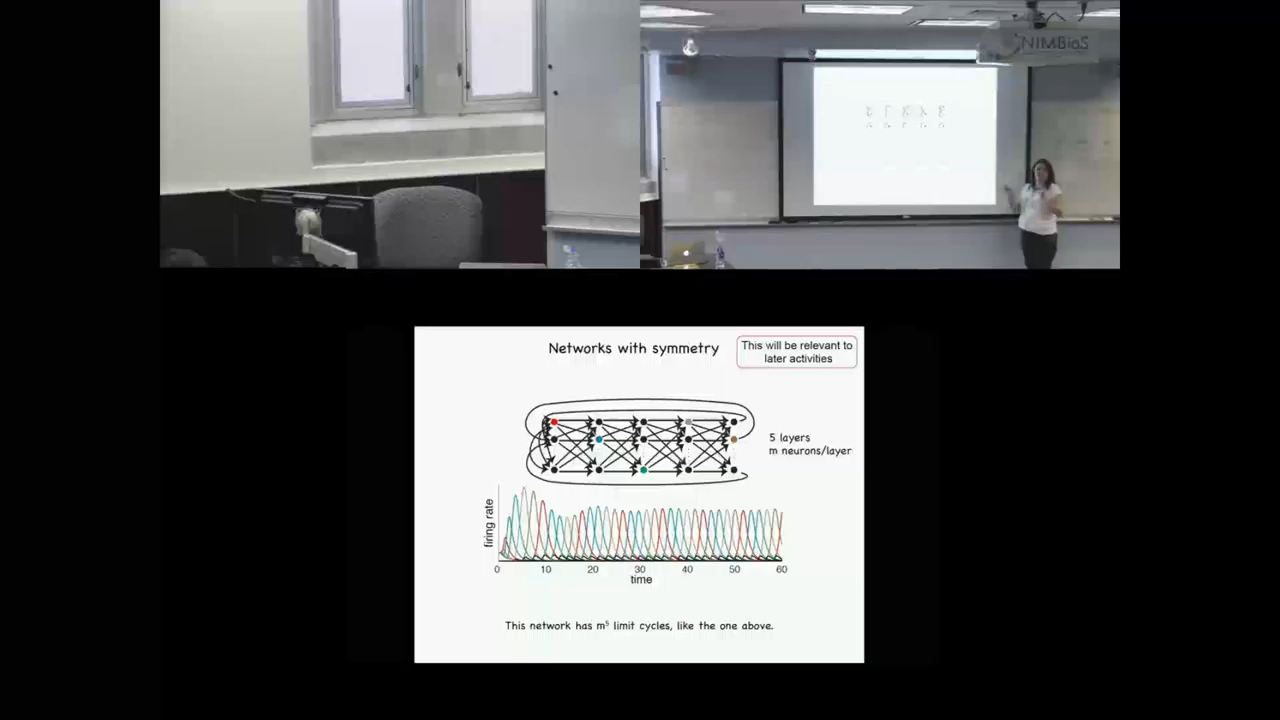 NIMBioS
Networks with symmetry
This will be relevant to
later activities
5 layers
m neurons/layer
firing rate
0 10 20 30 40 50 60
time
This network has m⁵ limit cycles, like the one above.